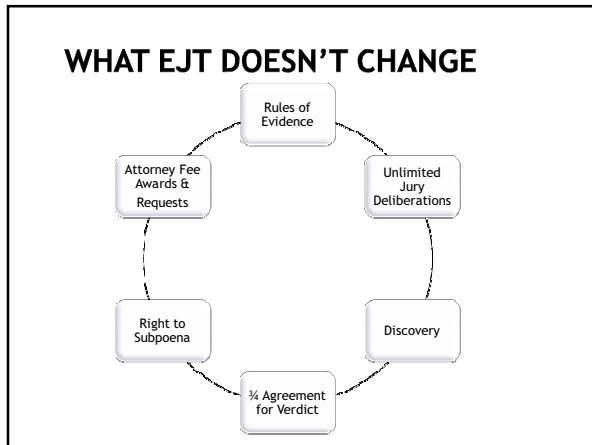 WHAT EJT DOESN’T CHANGE
Rules of
Evidence
Unlimited
Jury
Deliberations
Discovery
¾ Agreement
for Verdict
Right to
Subpoena
Attorney Fee
Awards &
Requests